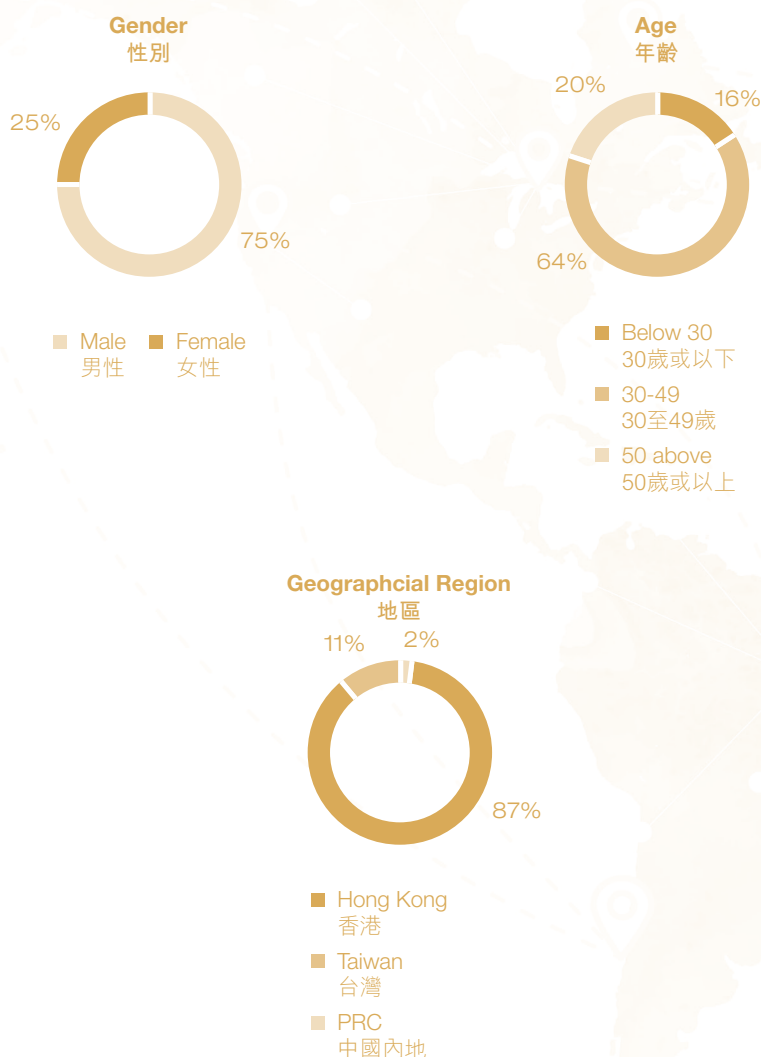 Gender
性別
25%
75%
Male
男性
Female
女性
Age
年齡
20%
16%
64%
Below 30
30歲或以下
30-49
30至49歲
50 above
50歲或以上
Geographcial Region
地區
11%
2%
87%
Hong Kong
香港
Taiwan
台灣
PRC
中國內地